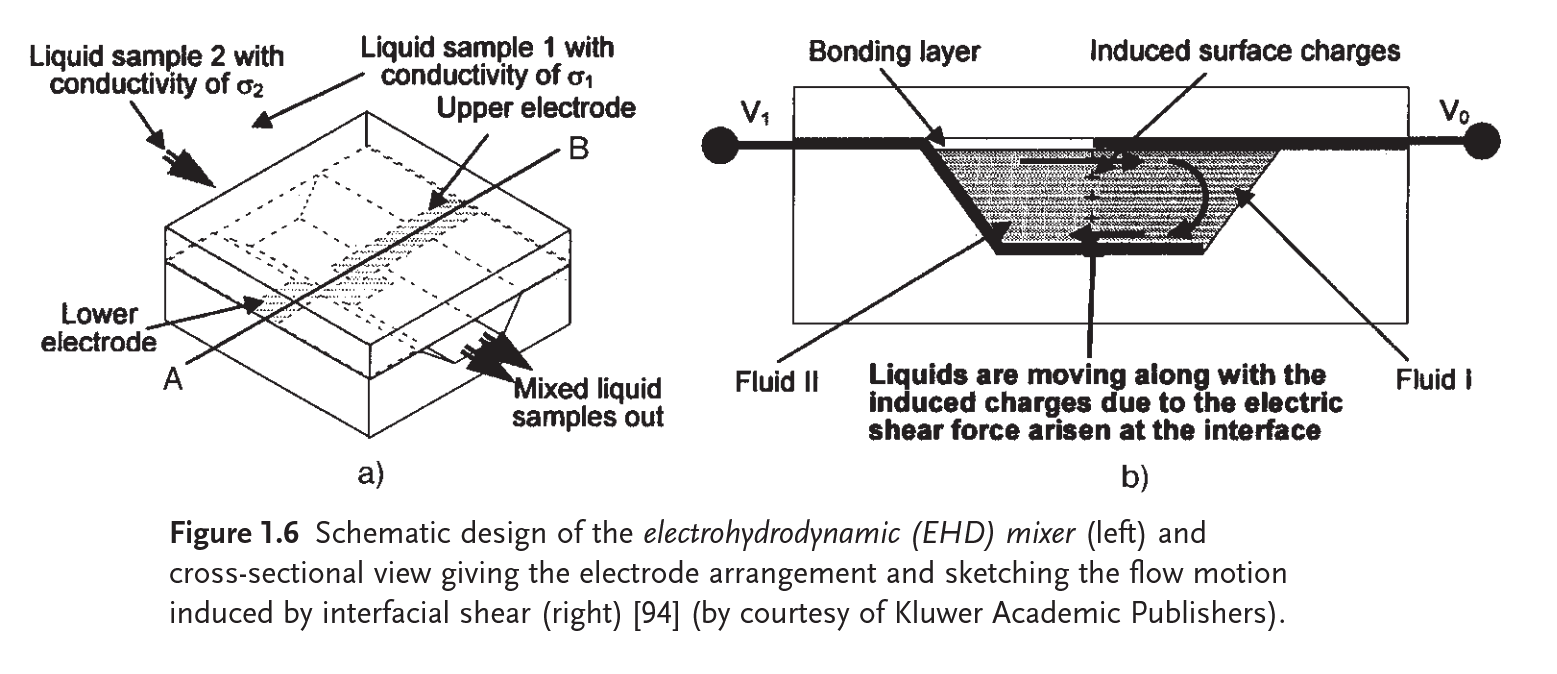 Liquid sample 2 with
conductivity of σ₂
Liquid sample 1 with
conductivity of σ₁
Upper electrode
B
Lower
electrode
A
Mixed liquid
samples out
a)
Bonding layer
Induced surface charges
V₁
V₀
Fluid II
Liquids are moving along with the
induced charges due to the electric
shear force arisen at the interface
Fluid I
b)
Figure 1.6 Schematic design of the electrohydrodynamic (EHD) mixer (left) and
cross-sectional view giving the electrode arrangement and sketching the flow motion
induced by interfacial shear (right) [94] (by courtesy of Kluwer Academic Publishers).